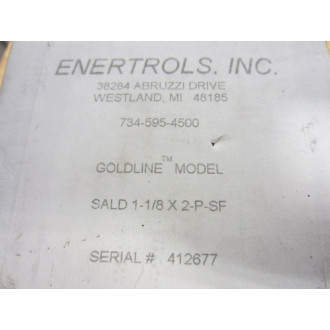 ENERTROLS, INC.
38284 ABRUZZI DRIVE
WESTLAND, MI 48185
734-595-4500
GOLDLINE™ MODEL
SALD 1-1/8 X 2-P-SF
SERIAL # 412677